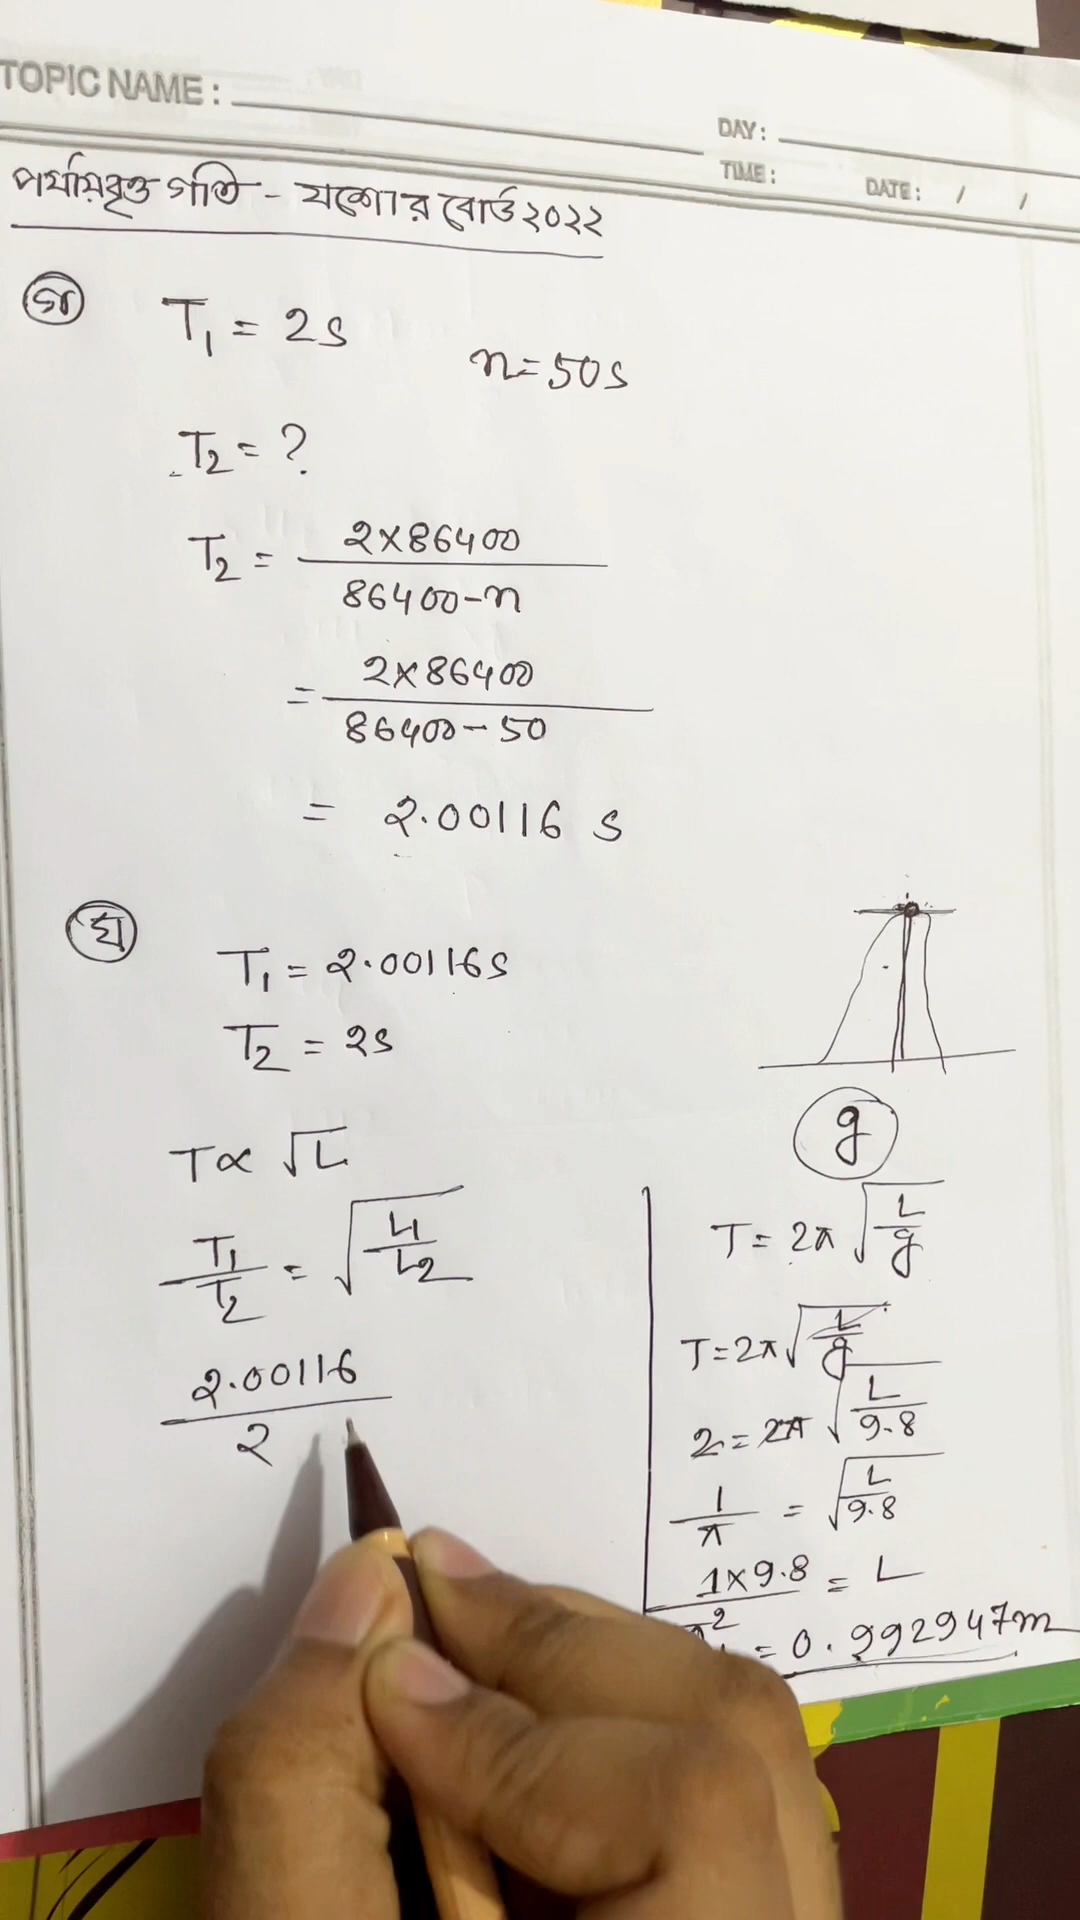 TOPIC NAME :
DAY :
TIME :
DATE : / /
পর্যায়বৃত্ত গতি - যশোর বোর্ড ২০২২
গ
T₁ = 2s
n = 50s
T₂ = ?
T₂ = 2×86400 / 86400-n
= 2×86400 / 86400-50
= 2.00116 s
ঘ
T₁ = 2.00116s
T₂ = 2s
T ∝ √L
T₁/T₂ = √(L₁/L₂)
2.00116 / 2
g
T = 2π √(L/g)
T = 2π √(L/g)
2 = 2π √(L/9.8)
1/π = √(L/9.8)
1×9.8 / π² = L
= 0.992947m